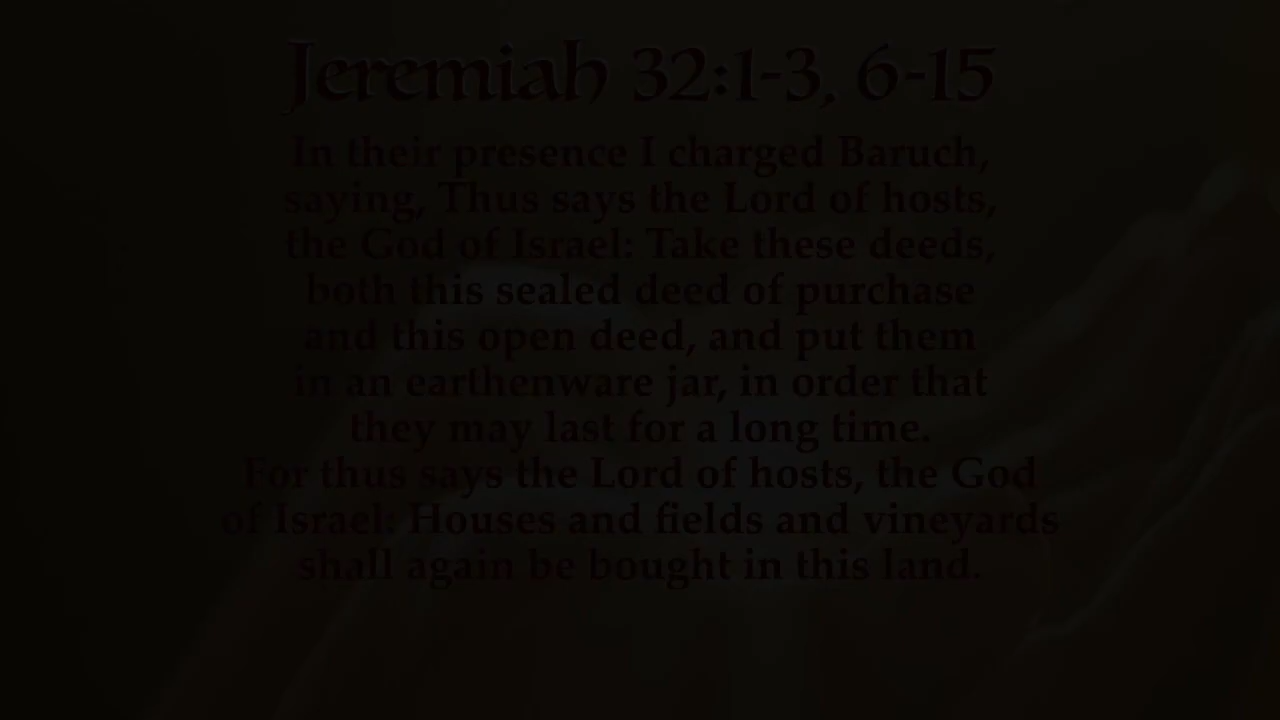 Jeremiah 32:1-3, 6-15
In their presence I charged Baruch,
saying, Thus says the Lord of hosts,
the God of Israel: Take these deeds,
both this sealed deed of purchase
and this open deed, and put them
in an earthenware jar, in order that
they may last for a long time.
For thus says the Lord of hosts, the God
of Israel: Houses and fields and vineyards
shall again be bought in this land.